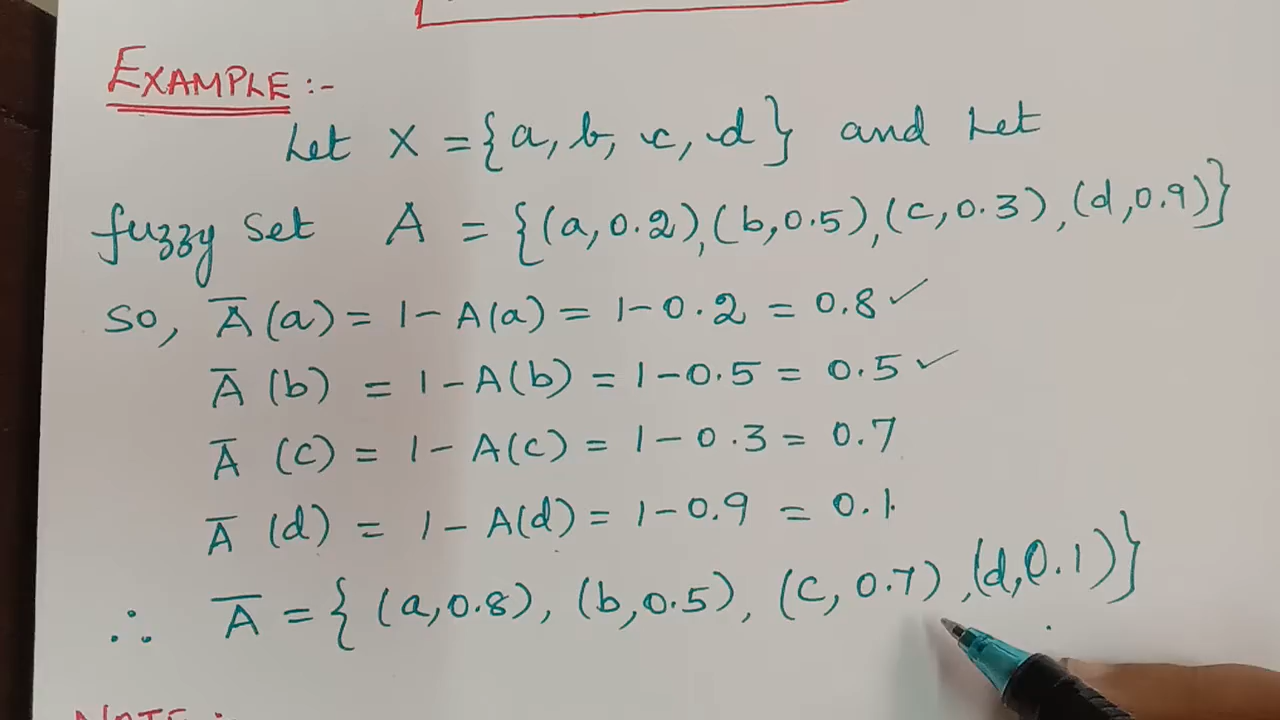 EXAMPLE :-
Let X = {a, b, c, d} and Let
fuzzy set A = {(a,0.2),(b,0.5),(c,0.3),(d,0.9)}
So, A̅(a) = 1-A(a) = 1-0.2 = 0.8 ✓
A̅(b) = 1-A(b) = 1-0.5 = 0.5 ✓
A̅(c) = 1-A(c) = 1-0.3 = 0.7
A̅(d) = 1-A(d) = 1-0.9 = 0.1
∴ A̅ = {(a,0.8), (b,0.5), (c,0.7), (d,0.1)}
NOTE :-